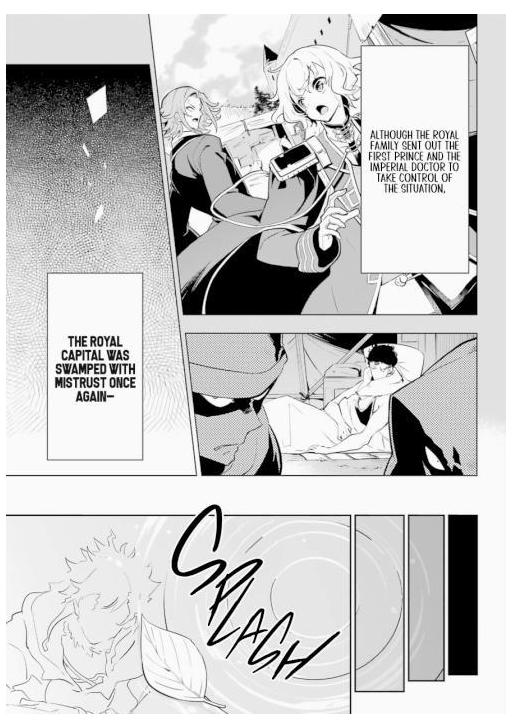 ALTHOUGH THE ROYAL
FAMILY SENT OUT THE
FIRST PRINCE AND THE
IMPERIAL DOCTOR TO
TAKE CONTROL OF
THE SITUATION,
THE ROYAL
CAPITAL WAS
SWAMPED WITH
MISTRUST ONCE
AGAIN—
SPLASH